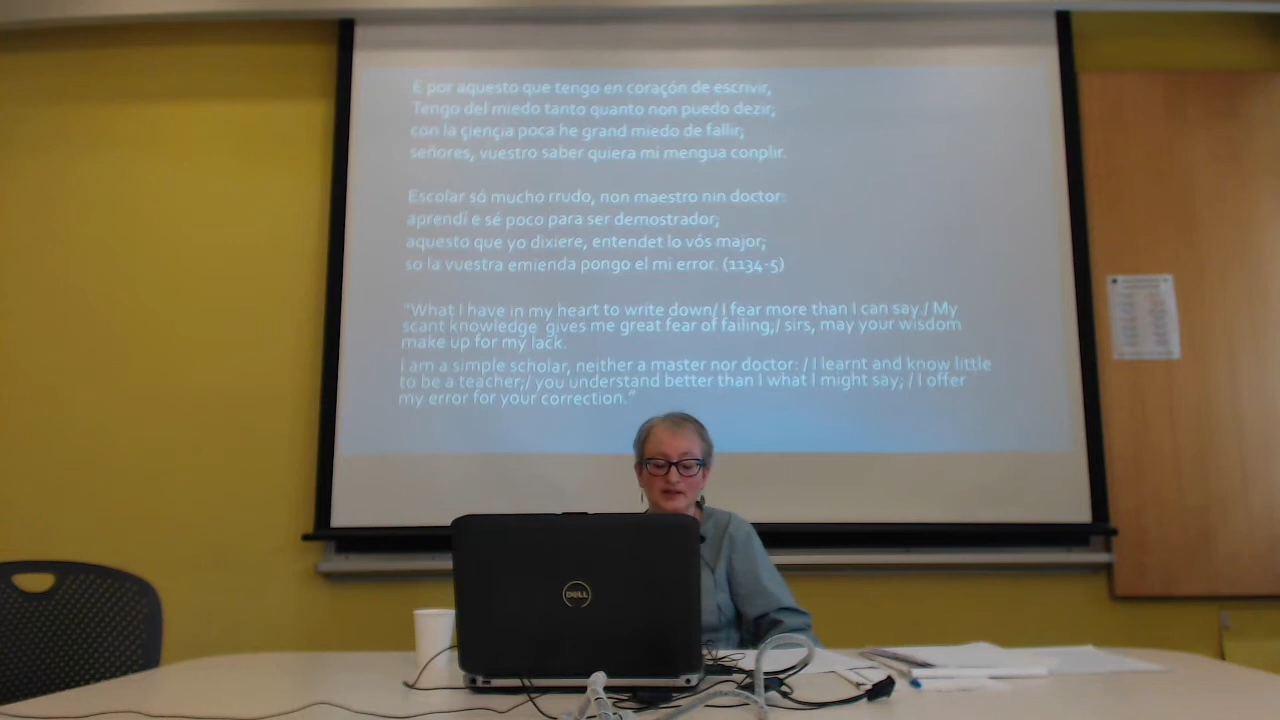 E por aquesto que tengo en coraçón de escrivir,
Tengo del miedo tanto quanto non puedo dezir;
con la çiençia poca he grand miedo de fallir;
señores, vuestro saber quiera mi mengua conplir.
Escolar só mucho rrudo, non maestro nin doctor:
aprendí e sé poco para ser demostrador;
aquesto que yo dixiere, entendet lo vós major;
so la vuestra emienda pongo el mi error. (1134-5)
"What I have in my heart to write down/ I fear more than I can say./ My
scant knowledge gives me great fear of failing;/ sirs, may your wisdom
make up for my lack.
I am a simple scholar, neither a master nor doctor: / I learnt and know little
to be a teacher;/ you understand better than I what I might say; / I offer
my error for your correction."
DELL